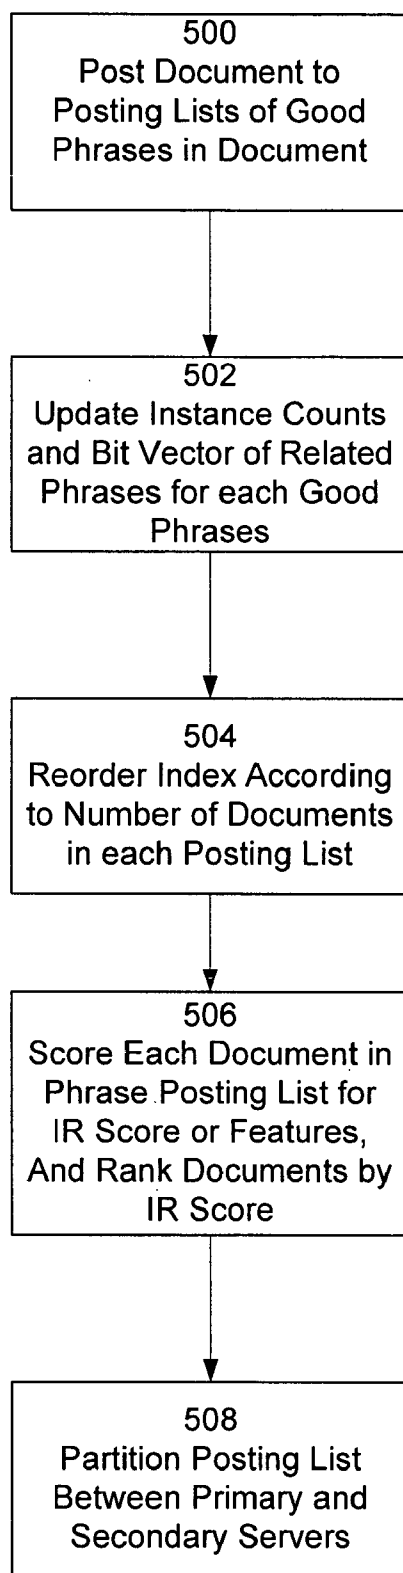 500
Post Document to
Posting Lists of Good
Phrases in Document
502
Update Instance Counts
and Bit Vector of Related
Phrases for each Good
Phrases
504
Reorder Index According
to Number of Documents
in each Posting List
506
Score Each Document in
Phrase Posting List for
IR Score or Features,
And Rank Documents by
IR Score
508
Partition Posting List
Between Primary and
Secondary Servers